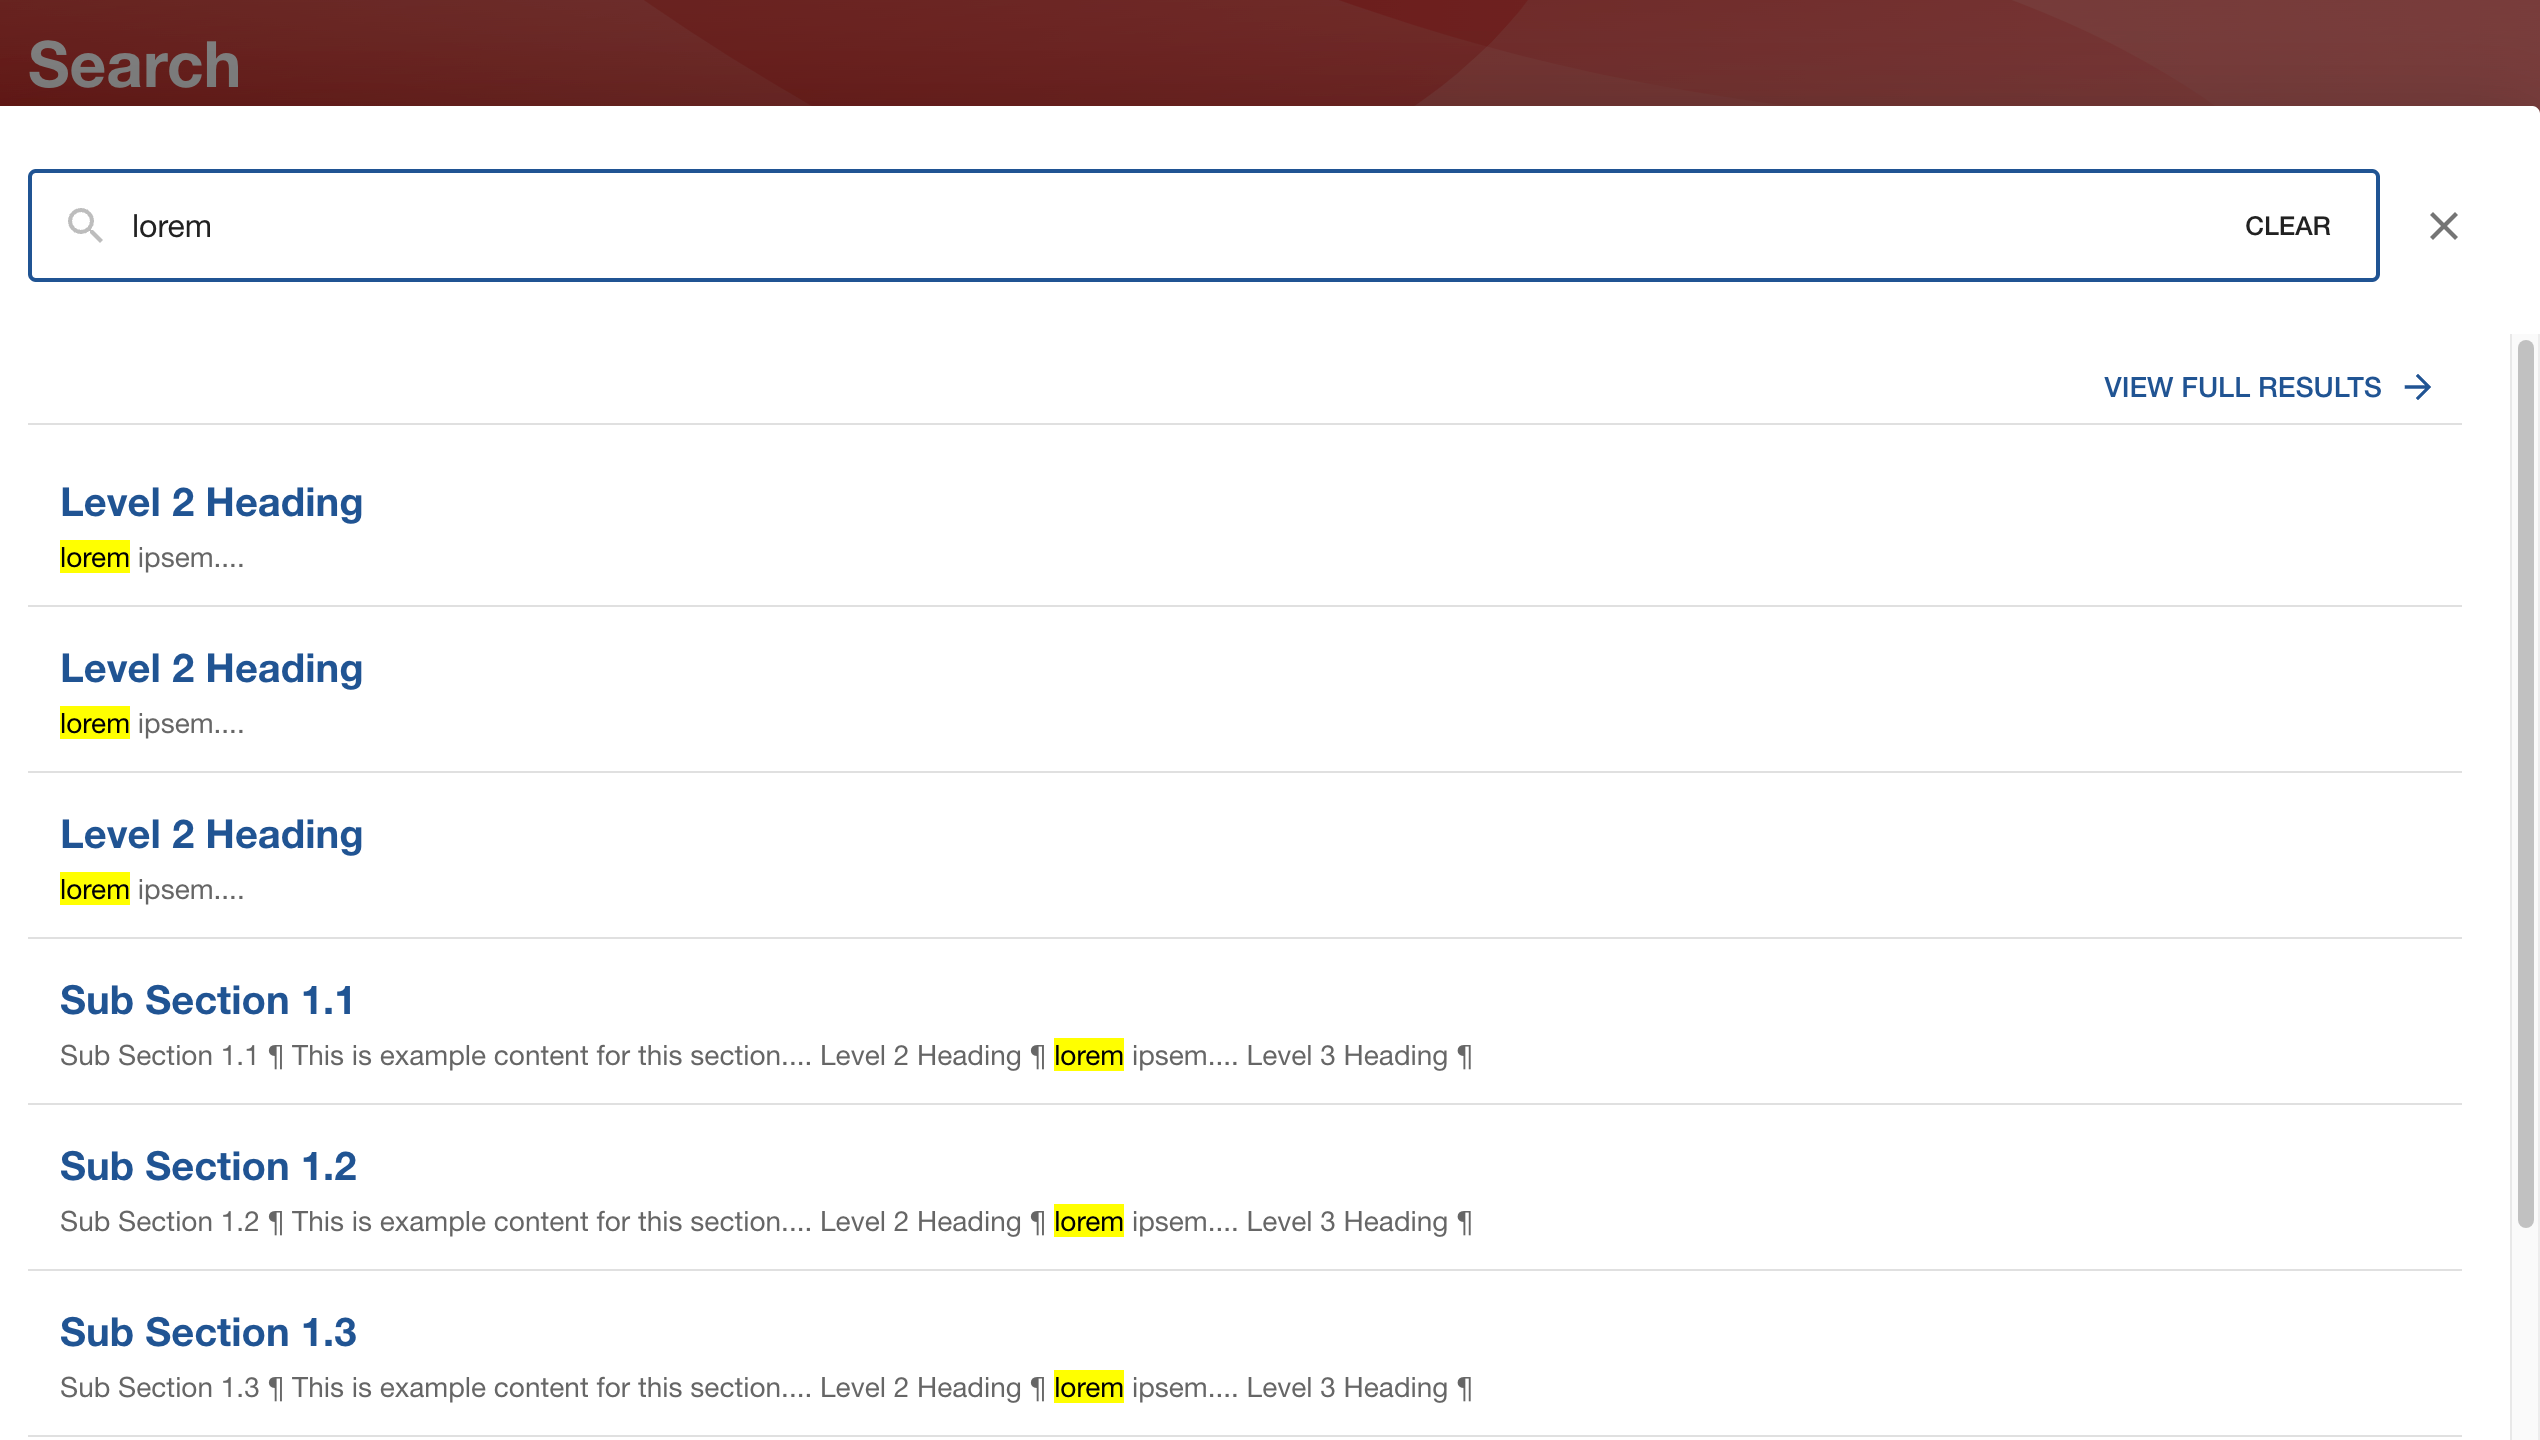 Search
lorem
CLEAR
VIEW FULL RESULTS
Level 2 Heading
lorem ipsem....
Level 2 Heading
lorem ipsem....
Level 2 Heading
lorem ipsem....
Sub Section 1.1
Sub Section 1.1 ¶ This is example content for this section.... Level 2 Heading ¶ lorem ipsem.... Level 3 Heading ¶
Sub Section 1.2
Sub Section 1.2 ¶ This is example content for this section.... Level 2 Heading ¶ lorem ipsem.... Level 3 Heading ¶
Sub Section 1.3
Sub Section 1.3 ¶ This is example content for this section.... Level 2 Heading ¶ lorem ipsem.... Level 3 Heading ¶